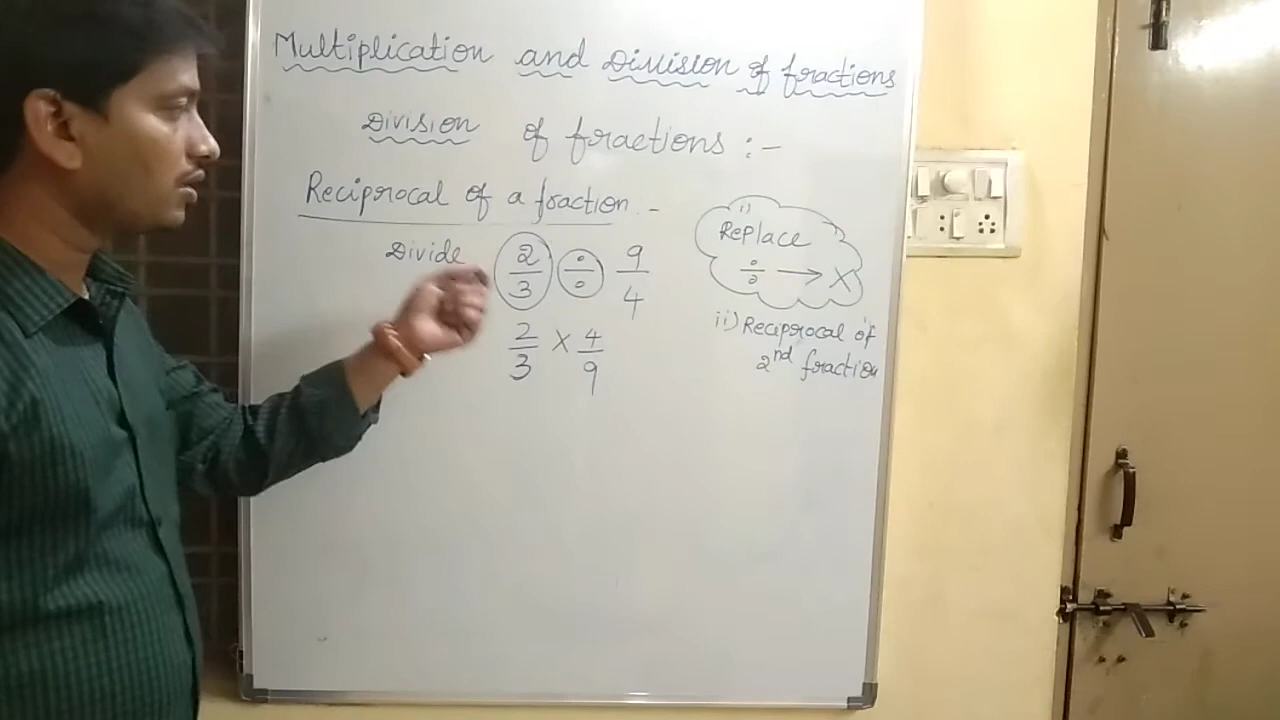 Multiplication and Division of fractions
Division of fractions :-
Reciprocal of a fraction -
Divide 2/3 ÷ 9/4
2/3 × 4/9
i)
Replace
÷ → ×
ii) Reciprocal of
2nd fraction